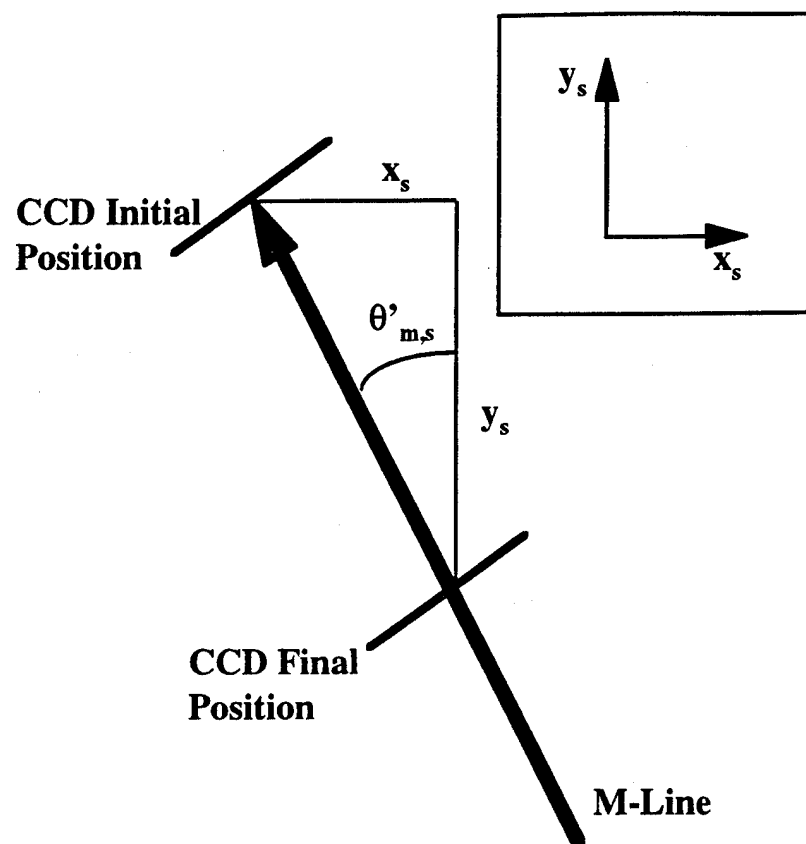 y_s
x_s
x_s
CCD Initial
Position
θ'_m,s
y_s
CCD Final
Position
M-Line